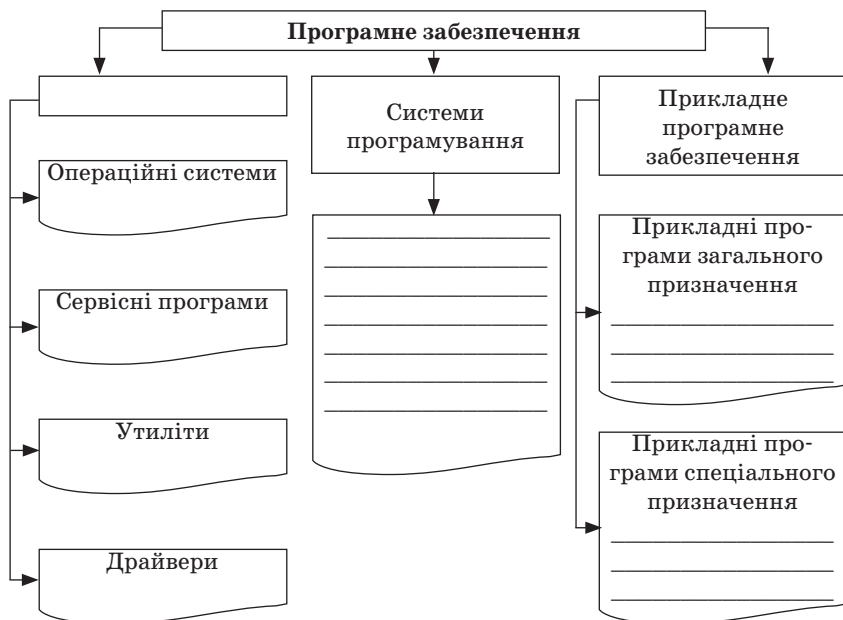 Програмне забезпечення
Операційні системи
Сервісні програми
Утиліти
Драйвери
Системи
програмування
Прикладне
програмне
забезпечення
Прикладні про-
грами загального
призначення
Прикладні про-
грами спеціального
призначення